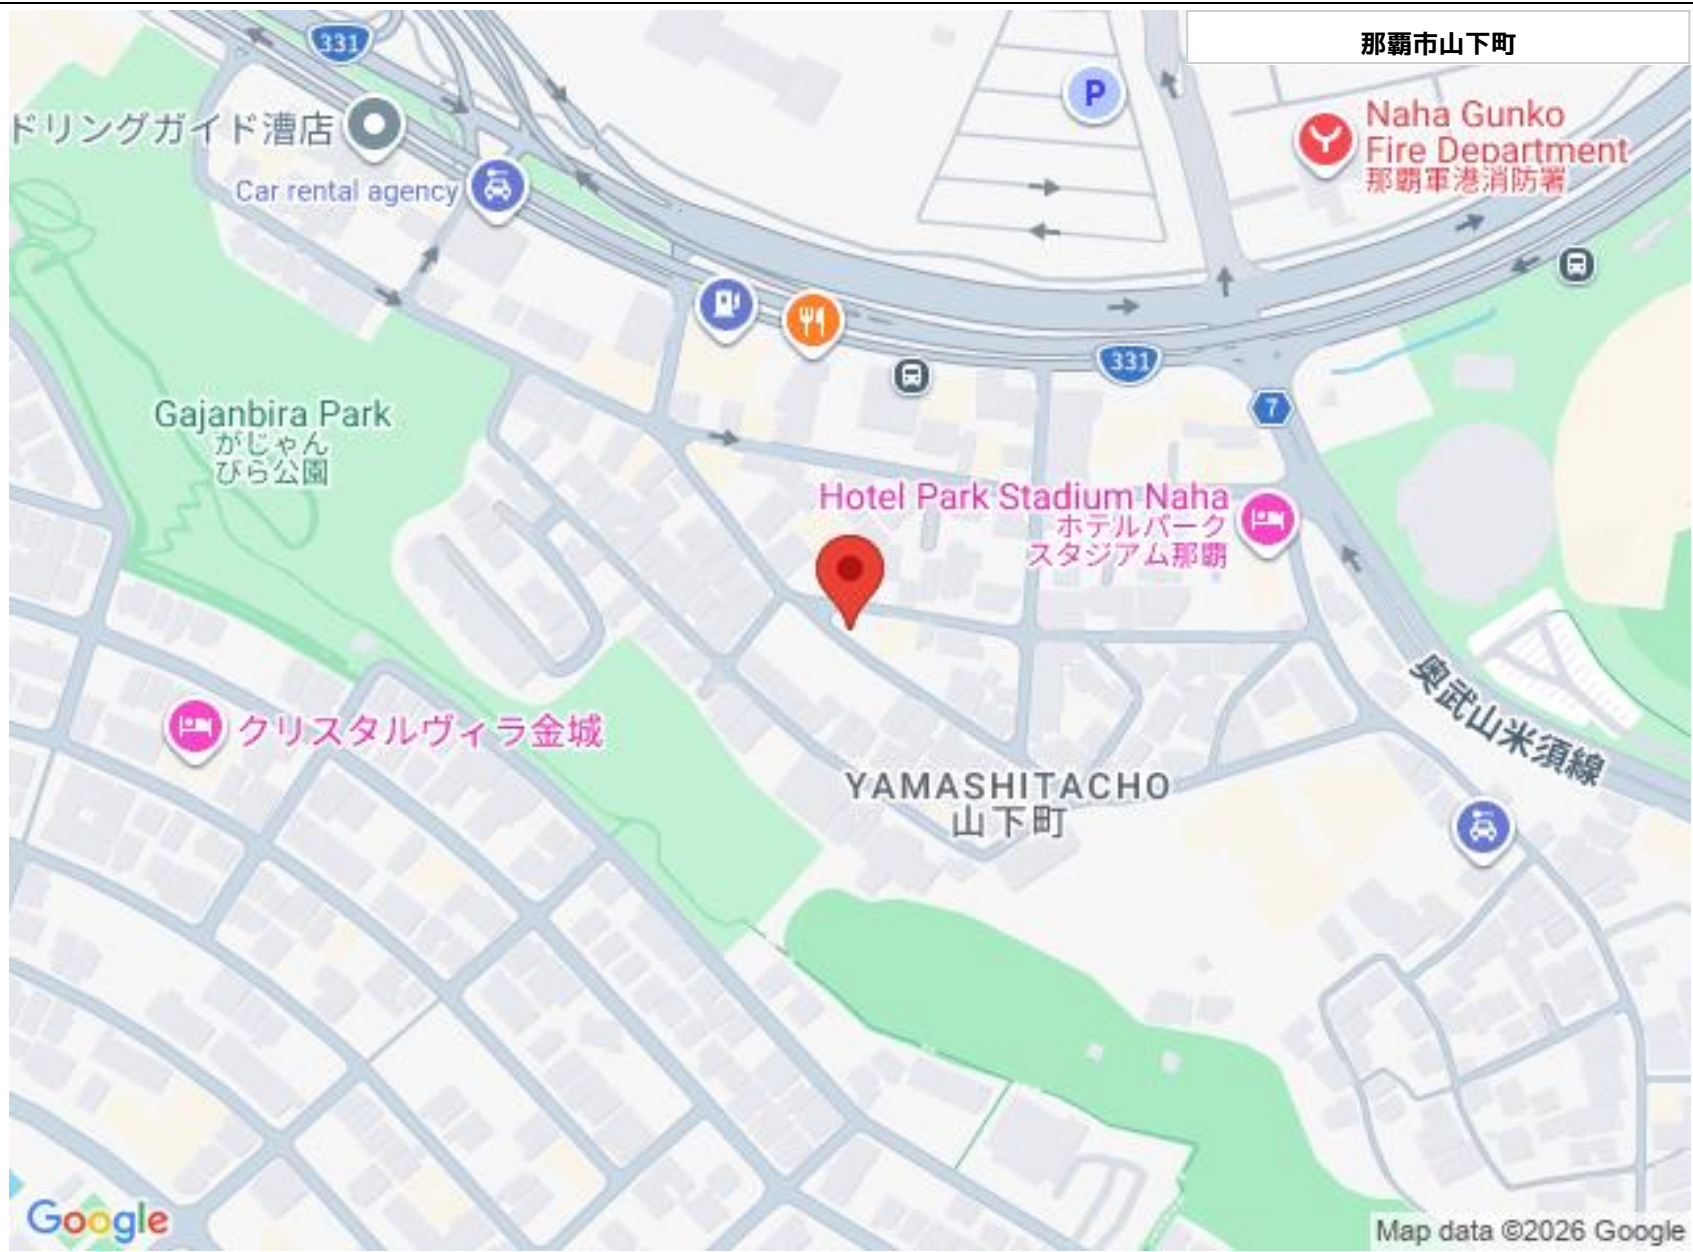 那覇市山下町
331
P
Naha Gunko
Fire Department
那覇軍港消防署
ドリングガイド漕店
Car rental agency
331
7
Gajanbira Park
がじゃん
びら公園
Hotel Park Stadium Naha
ホテルパーク
スタジアム那覇
奥武山米須線
クリスタルヴィラ金城
YAMASHITACHO
山下町
Google
Map data ©2026 Google